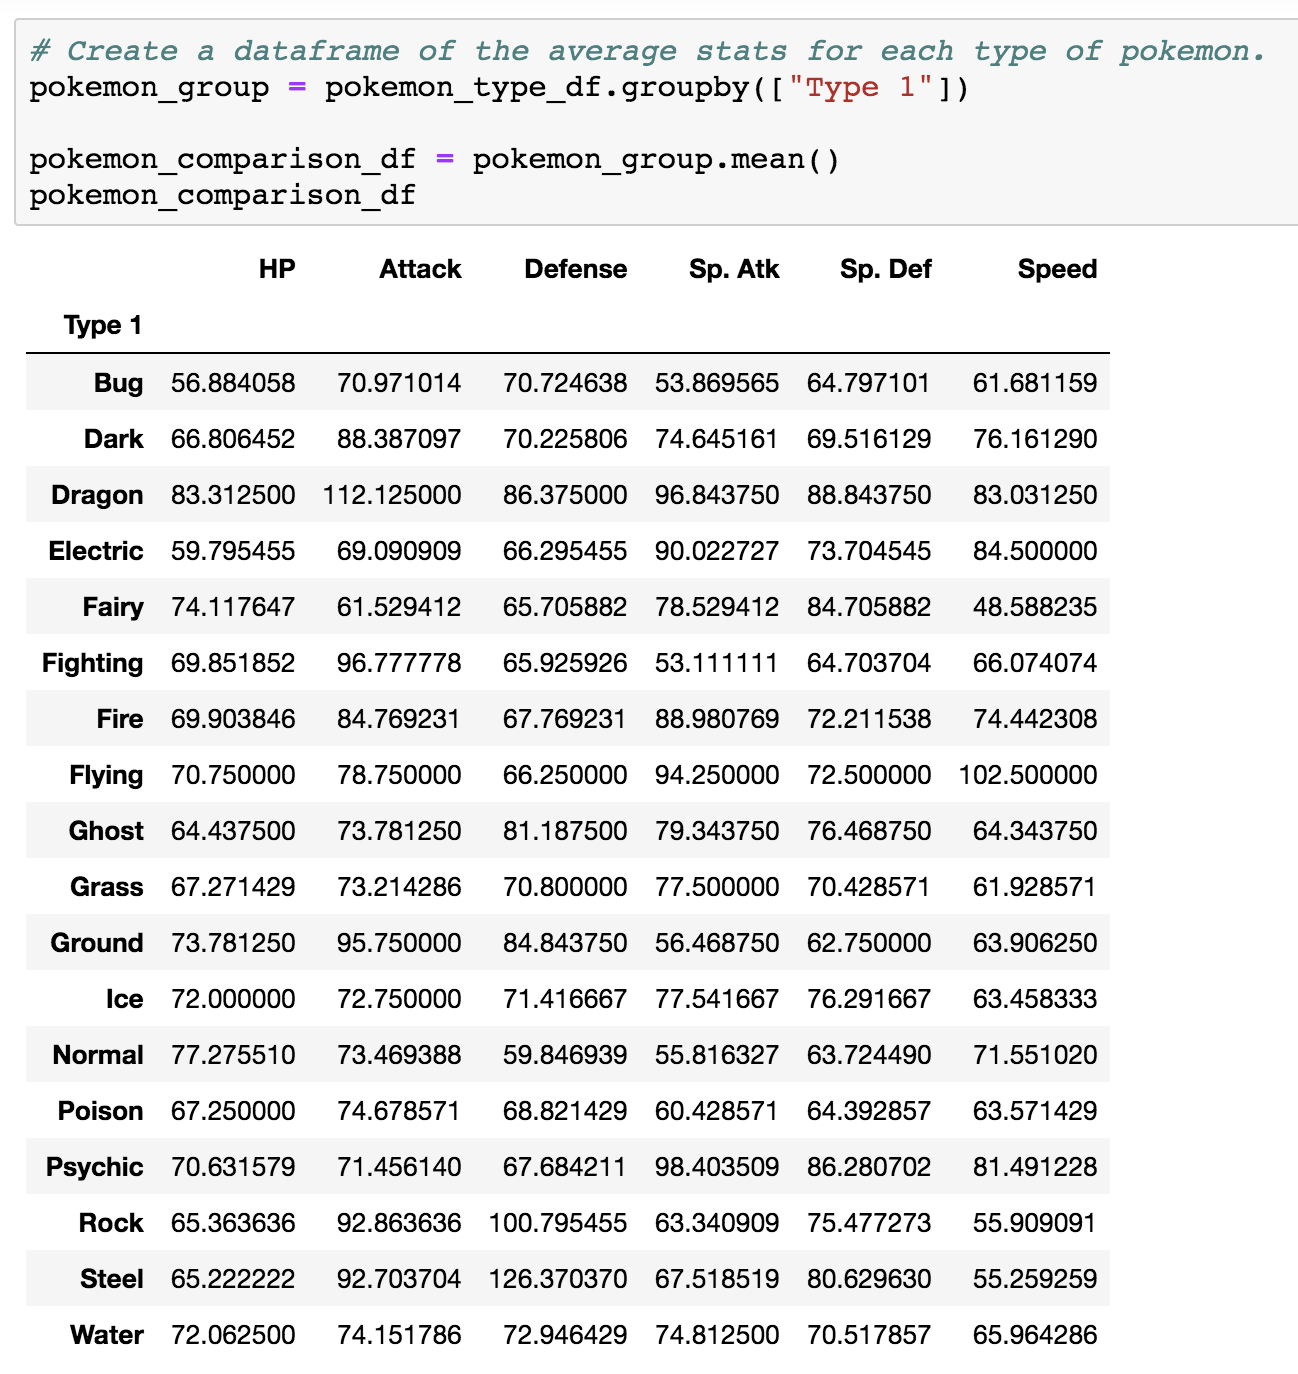 # Create a dataframe of the average stats for each type of pokemon.
pokemon_group = pokemon_type_df.groupby(["Type 1"])
pokemon_comparison_df = pokemon_group.mean()
pokemon_comparison_df
HP Attack Defense Sp. Atk Sp. Def Speed
Type 1
Bug 56.884058 70.971014 70.724638 53.869565 64.797101 61.681159
Dark 66.806452 88.387097 70.225806 74.645161 69.516129 76.161290
Dragon 83.312500 112.125000 86.375000 96.843750 88.843750 83.031250
Electric 59.795455 69.090909 66.295455 90.022727 73.704545 84.500000
Fairy 74.117647 61.529412 65.705882 78.529412 84.705882 48.588235
Fighting 69.851852 96.777778 65.925926 53.111111 64.703704 66.074074
Fire 69.903846 84.769231 67.769231 88.980769 72.211538 74.442308
Flying 70.750000 78.750000 66.250000 94.250000 72.500000 102.500000
Ghost 64.437500 73.781250 81.187500 79.343750 76.468750 64.343750
Grass 67.271429 73.214286 70.800000 77.500000 70.428571 61.928571
Ground 73.781250 95.750000 84.843750 56.468750 62.750000 63.906250
Ice 72.000000 72.750000 71.416667 77.541667 76.291667 63.458333
Normal 77.275510 73.469388 59.846939 55.816327 63.724490 71.551020
Poison 67.250000 74.678571 68.821429 60.428571 64.392857 63.571429
Psychic 70.631579 71.456140 67.684211 98.403509 86.280702 81.491228
Rock 65.363636 92.863636 100.795455 63.340909 75.477273 55.909091
Steel 65.222222 92.703704 126.370370 67.518519 80.629630 55.259259
Water 72.062500 74.151786 72.946429 74.812500 70.517857 65.964286